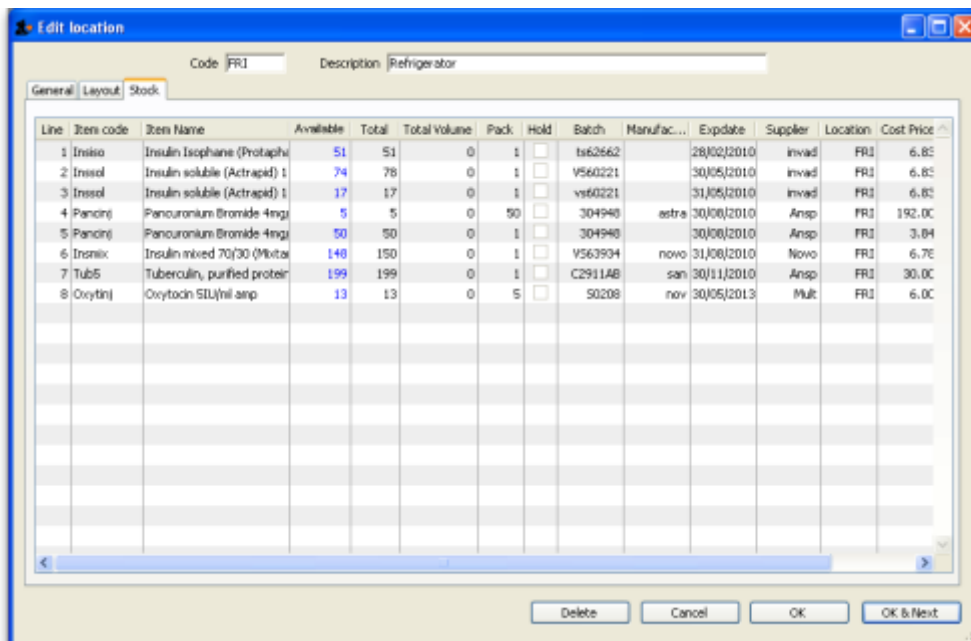 Edit location
Code FRI Description Refrigerator
General Layout Stock
Line Item code Item Name Available Total Total Volume Pack Hold Batch Manufac... Expdate Supplier Location Cost Price
1 Insiso Insulin Isophane (Protapha 51 51 0 1 ts62662 28/02/2010 invad FRI 6.83
2 Inssol Insulin soluble (Actrapid) 1 74 78 0 1 VS60221 30/05/2010 invad FRI 6.83
3 Inssol Insulin soluble (Actrapid) 1 17 17 0 1 vs60221 31/05/2010 invad FRI 6.83
4 Pancinj Pancuronium Bromide 4mg/ 5 5 0 50 304948 astra 30/08/2010 Ansp FRI 192.00
5 Pancinj Pancuronium Bromide 4mg/ 50 50 0 1 304948 30/08/2010 Ansp FRI 3.84
6 Insmix Insulin mixed 70/30 (Mixta 148 150 0 1 VS63934 novo 31/08/2010 Novo FRI 6.78
7 Tub5 Tuberculin, purified protein 199 199 0 1 C2911AB san 30/11/2010 Ansp FRI 30.00
8 Oxytinj Oxytocin 5IU/ml amp 13 13 0 5 S0208 nov 30/05/2013 Mult FRI 6.00
Delete Cancel OK OK & Next